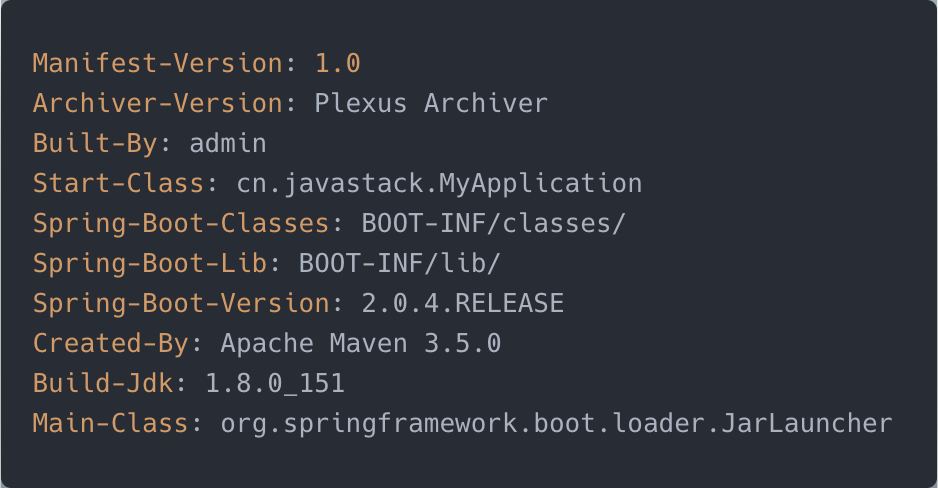 Manifest-Version: 1.0
Archiver-Version: Plexus Archiver
Built-By: admin
Start-Class: cn.javastack.MyApplication
Spring-Boot-Classes: BOOT-INF/classes/
Spring-Boot-Lib: BOOT-INF/lib/
Spring-Boot-Version: 2.0.4.RELEASE
Created-By: Apache Maven 3.5.0
Build-Jdk: 1.8.0_151
Main-Class: org.springframework.boot.loader.JarLauncher